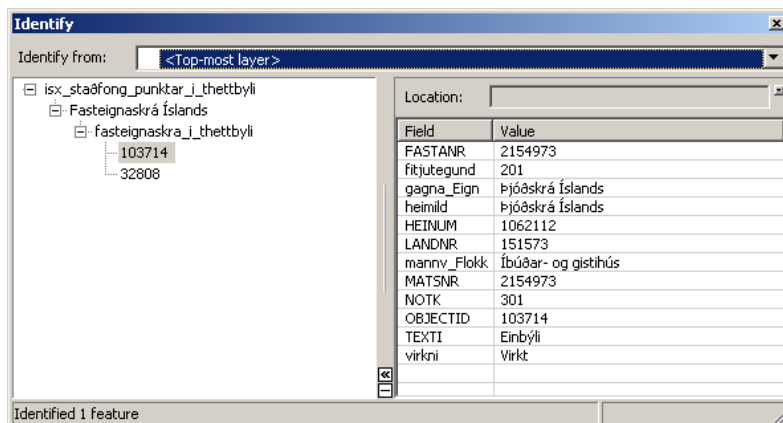 Identify
Identify from: <Top-most layer>
isx_staðfong_punktar_i_thettbyli
Fasteignaskrá Íslands
fasteignaskra_i_thettbyli
103714
32808
Location:
Field Value
FASTANR 2154973
fitjutegund 201
gagna_Eign Þjóðskrá Íslands
heimild Þjóðskrá Íslands
HEINUM 1062112
LANDNR 151573
mannv_Flokk Íbúðar- og gistihús
MATSNR 2154973
NOTK 301
OBJECTID 103714
TEXTI Einbýli
virkni Virkt
Identified 1 feature